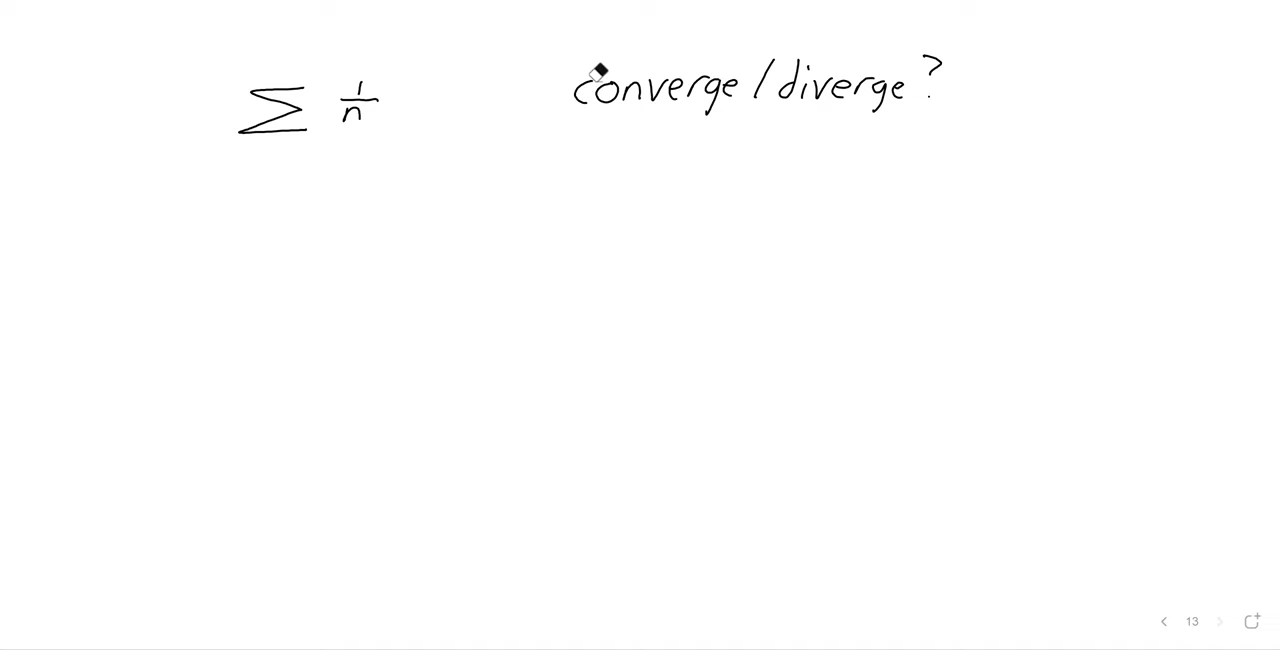 ∑ 1/n converge / diverge ?
13